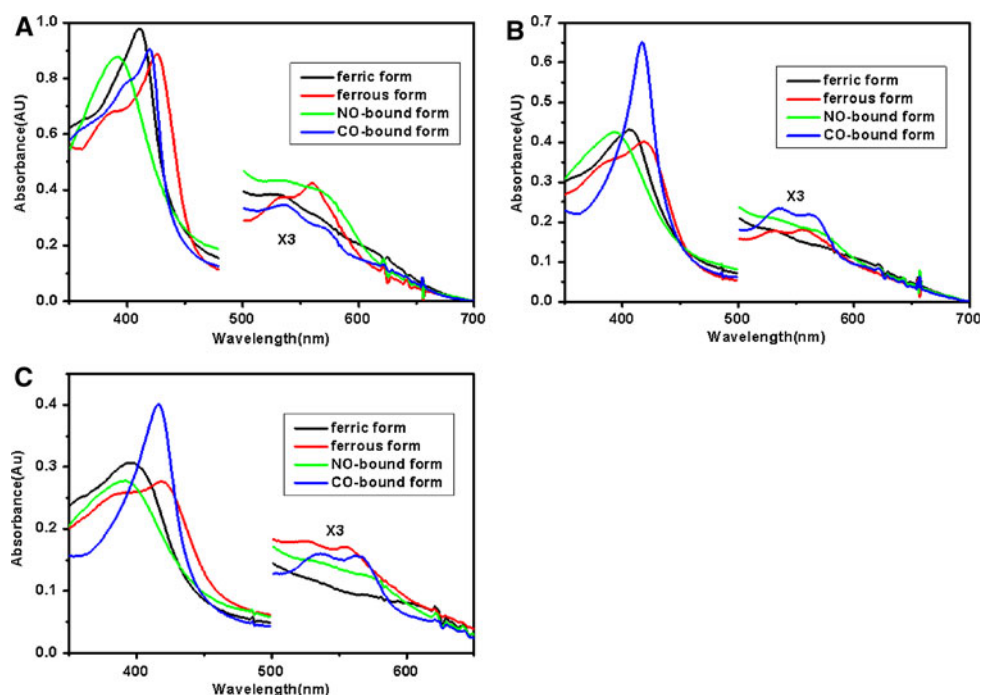 A
Absorbance(AU)
1.0
0.8
0.6
0.4
0.2
0.0
ferric form
ferrous form
NO-bound form
CO-bound form
X3
400 500 600 700
Wavelength(nm)
B
Absorbance(AU)
0.7
0.6
0.5
0.4
0.3
0.2
0.1
0.0
ferric form
ferrous form
NO-bound form
CO-bound form
X3
400 500 600 700
Wavelength(nm)
C
Absorbance(Au)
0.4
0.3
0.2
0.1
0.0
ferric form
ferrous form
NO-bound form
CO-bound form
X3
400 500 600
Wavelength(nm)